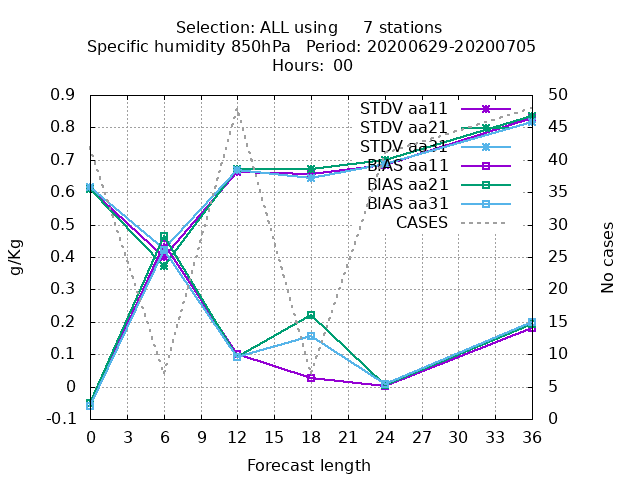 Selection: ALL using     7 stations
Specific humidity 850hPa   Period: 20200629-20200705
Hours:  00
0.9
0.8
0.7
0.6
0.5
0.4
0.3
0.2
0.1
0
-0.1
g/Kg
STDV aa11
STDV aa21
STDV aa31
BIAS aa11
BIAS aa21
BIAS aa31
CASES
50
45
40
35
30
25
20
15
10
5
0
No cases
0 3 6 9 12 15 18 21 24 27 30 33 36
Forecast length